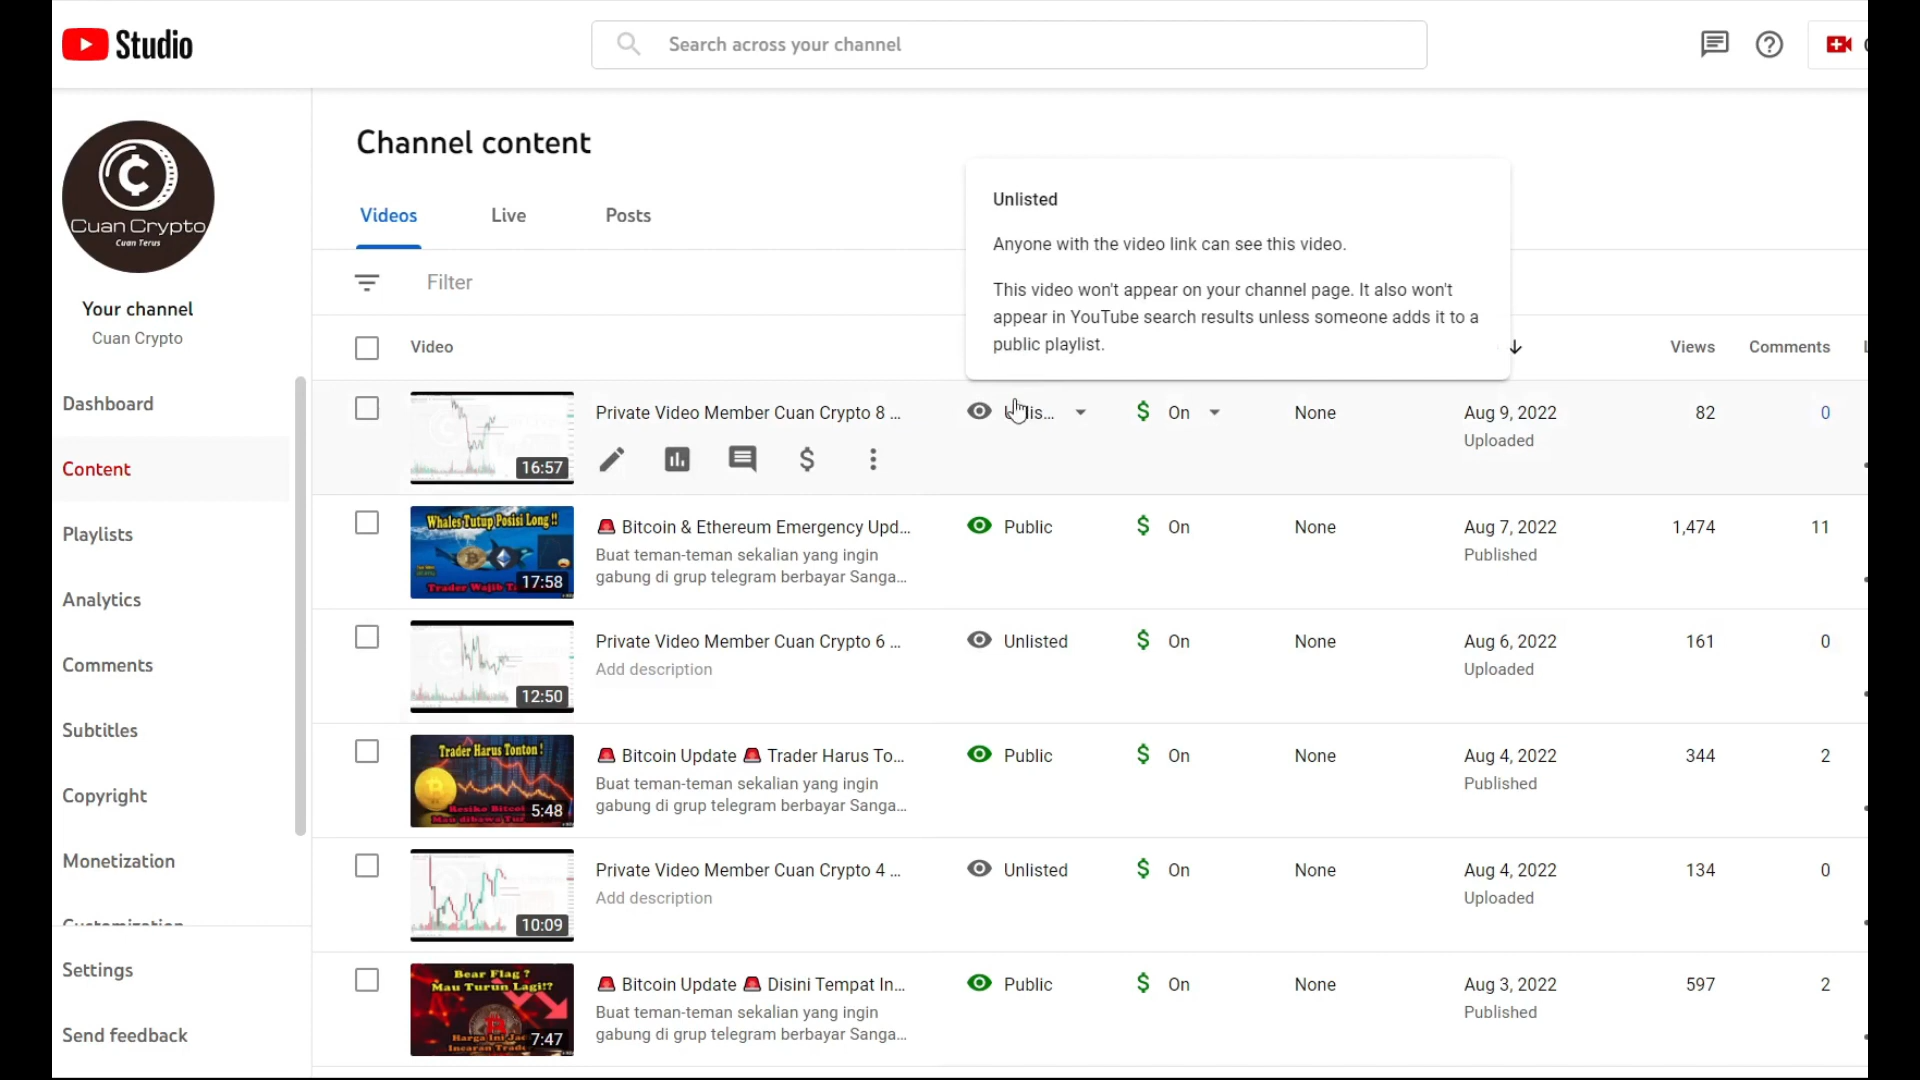 Studio
Search across your channel
Cuan Crypto
Cuan Terus
Your channel
Cuan Crypto
Dashboard
Content
Playlists
Analytics
Comments
Subtitles
Copyright
Monetization
Customization
Settings
Send feedback
Channel content
Videos Live Posts
Filter
Unlisted
Anyone with the video link can see this video.
This video won't appear on your channel page. It also won't
appear in YouTube search results unless someone adds it to a
public playlist.
Video Views Comments
16:57
Private Video Member Cuan Crypto 8 ... On None Aug 9, 2022 82 0
Uploaded
Whales Tutup Posisi Long !!
17:58
🚨 Bitcoin & Ethereum Emergency Upd... Public $ On None Aug 7, 2022 1,474 11
Buat teman-teman sekalian yang ingin Published
gabung di grup telegram berbayar Sanga...
12:50
Private Video Member Cuan Crypto 6 ... Unlisted $ On None Aug 6, 2022 161 0
Add description Uploaded
Trader Harus Tonton !
5:48
🚨 Bitcoin Update 🚨 Trader Harus To... Public $ On None Aug 4, 2022 344 2
Buat teman-teman sekalian yang ingin Published
gabung di grup telegram berbayar Sanga...
10:09
Private Video Member Cuan Crypto 4 ... Unlisted $ On None Aug 4, 2022 134 0
Add description Uploaded
Bear Flag ?
Mau Turun Lagi!?
7:47
🚨 Bitcoin Update 🚨 Disini Tempat In... Public $ On None Aug 3, 2022 597 2
Buat teman-teman sekalian yang ingin Published
gabung di grup telegram berbayar Sanga...